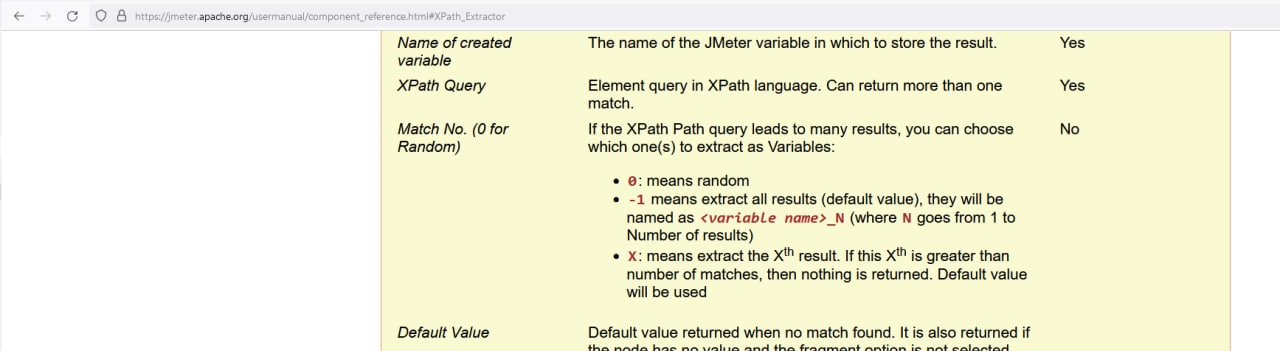 https://jmeter.apache.org/usermanual/component_reference.html#XPath_Extractor
Name of created
variable
The name of the JMeter variable in which to store the result.
Yes
XPath Query
Element query in XPath language. Can return more than one
match.
Yes
Match No. (0 for
Random)
If the XPath Path query leads to many results, you can choose
which one(s) to extract as Variables:
No
• 0: means random
• -1 means extract all results (default value), they will be
named as <variable name>_N (where N goes from 1 to
Number of results)
• X: means extract the Xth result. If this Xth is greater than
number of matches, then nothing is returned. Default value
will be used
Default Value
Default value returned when no match found. It is also returned if
the node has no value and the fragment option is not selected.